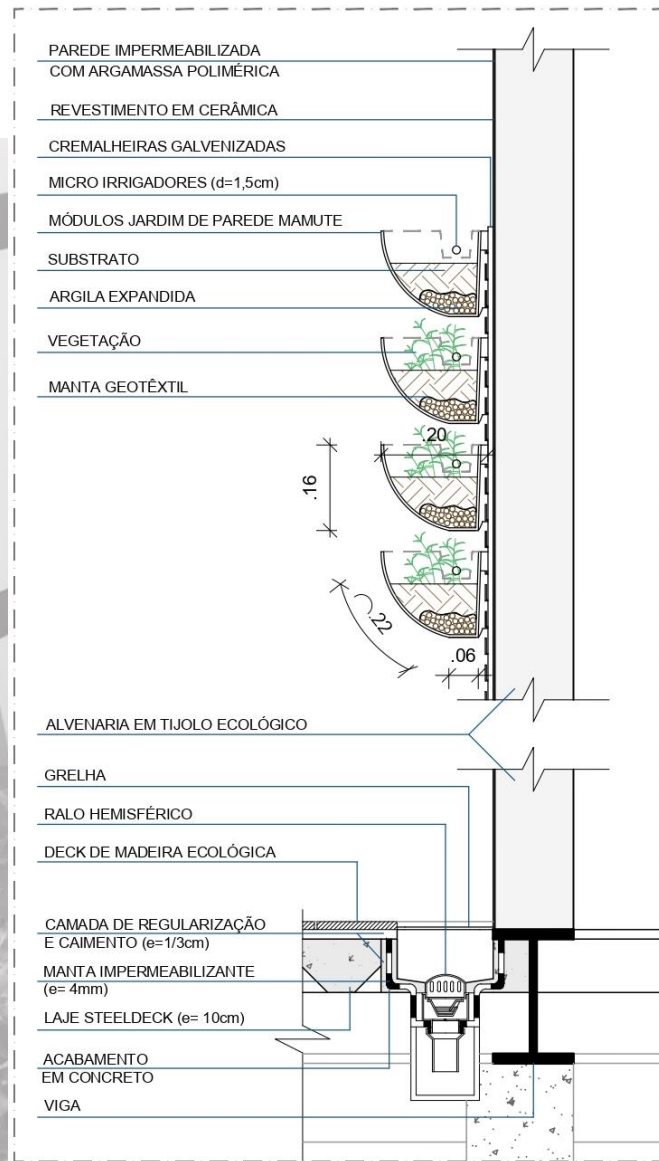 PAREDE IMPERMEABILIZADA
COM ARGAMASSA POLIMÉRICA
REVESTIMENTO EM CERÂMICA
CREMALHEIRAS GALVENIZADAS
MICRO IRRIGADORES (d=1,5cm)
MÓDULOS JARDIM DE PAREDE MAMUTE
SUBSTRATO
ARGILA EXPANDIDA
VEGETAÇÃO
MANTA GEOTÊXTIL
.20
.16
.22
.06
ALVENARIA EM TIJOLO ECOLÓGICO
GRELHA
RALO HEMISFÉRICO
DECK DE MADEIRA ECOLÓGICA
CAMADA DE REGULARIZAÇÃO
E CAIMENTO (e=1/3cm)
MANTA IMPERMEABILIZANTE
(e= 4mm)
LAJE STEELDECK (e= 10cm)
ACABAMENTO
EM CONCRETO
VIGA